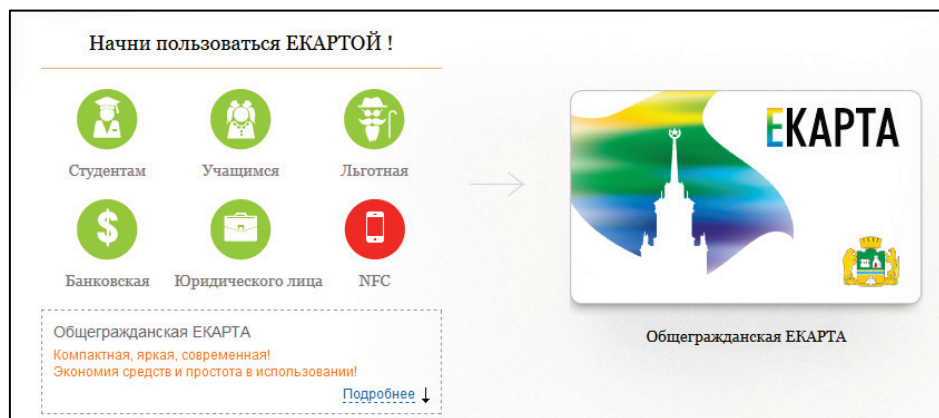 Начни пользоваться ЕКАРТОЙ !
Студентам
Учащимся
Льготная
Банковская
Юридического лица
NFC
Общегражданская ЕКАРТА
Компактная, яркая, современная!
Экономия средств и простота в использовании!
Подробнее ↓
ЕКАРТА
Общегражданская ЕКАРТА